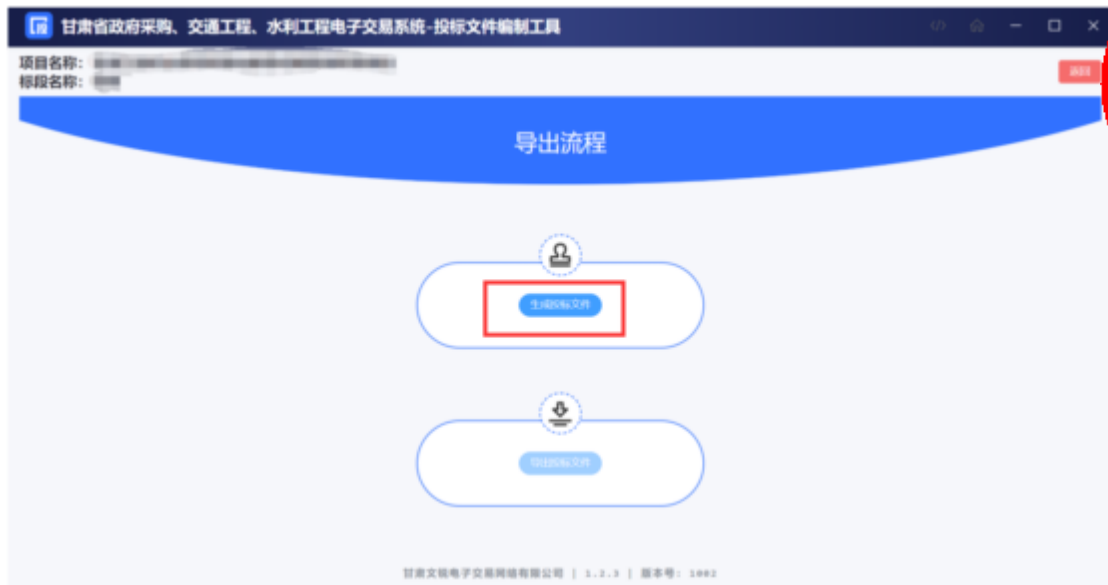 投
甘肃省政府采购、交通工程、水利工程电子交易系统-投标文件编制工具
项目名称：
返回
标段名称：
导出流程
生成投标文件
导出投标文件
甘肃文锐电子交易网络有限公司 | 1.2.3 | 版本号: 1002